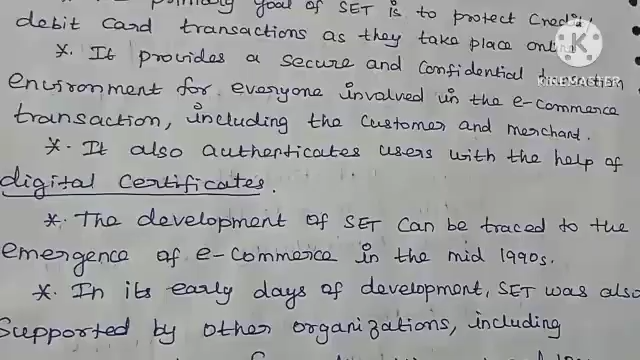 primary goal of SET is to protect Credit/
debit card transactions as they take place online
*. It provides a secure and confidential
environment for everyone involved in the e-commerce
transaction, including the customer and merchant.
*. It also authenticates users with the help of
digital certificates.
*. The development of SET can be traced to the
emergence of e-commerce in the mid 1990s.
*. In its early days of development, SET was also
Supported by other organizations, including
KINEMASTER